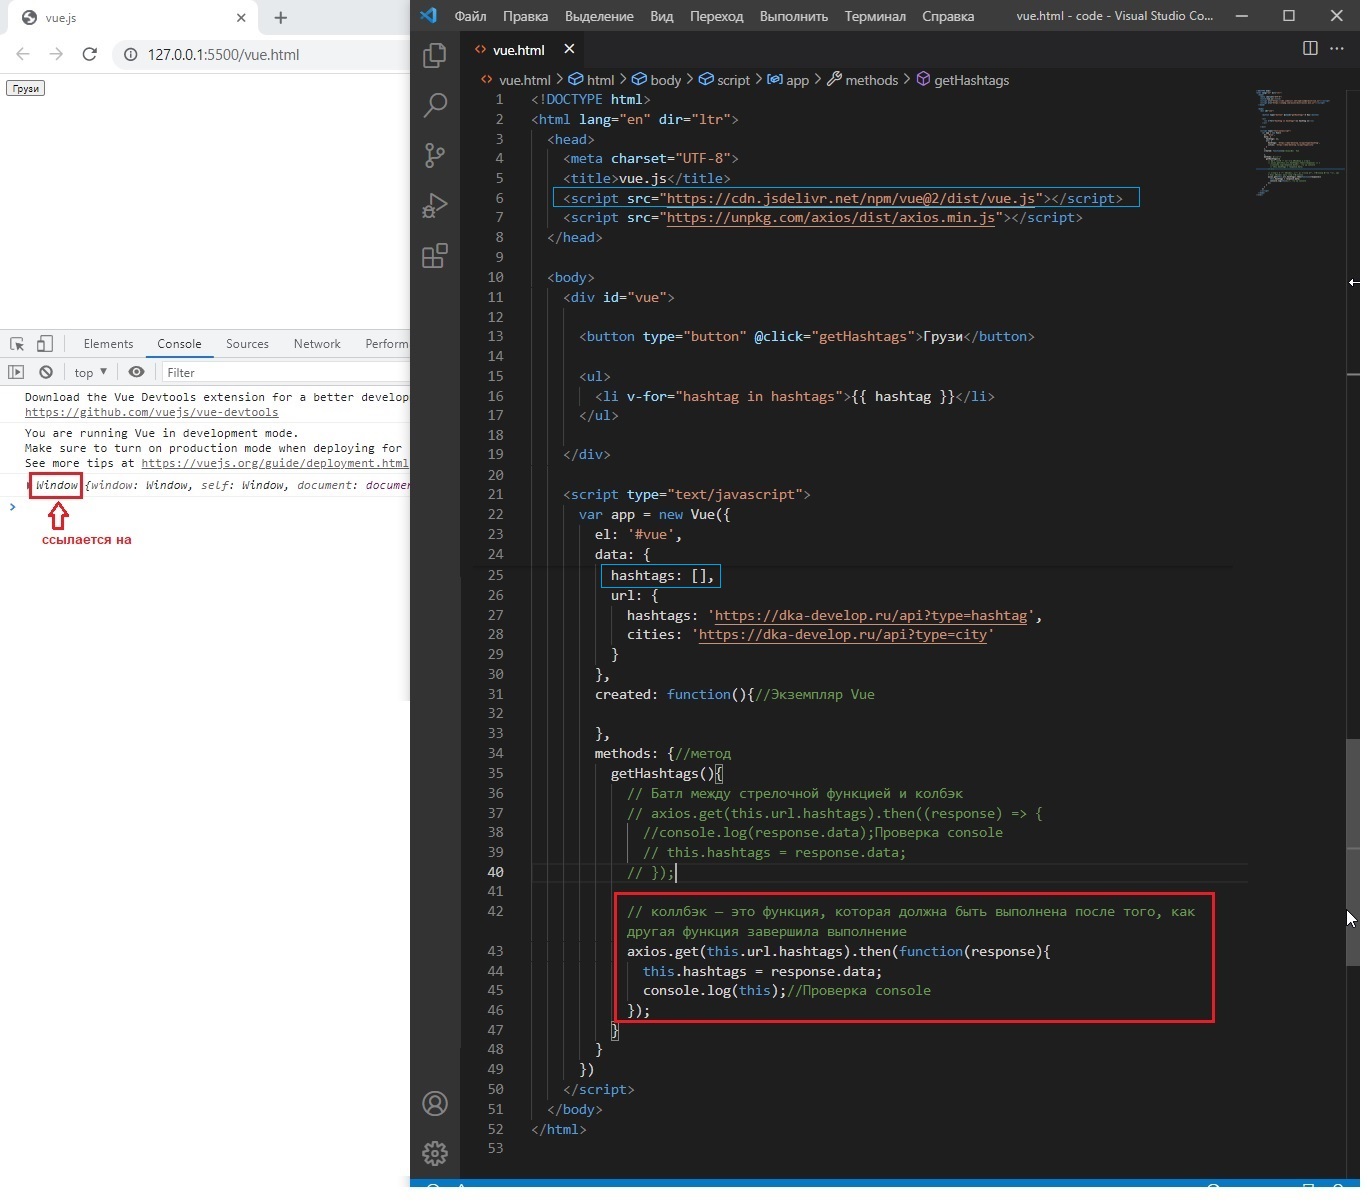 vue.js
127.0.0.1:5500/vue.html
Грузи
Elements Console Sources Network Perform
top Filter
Download the Vue Devtools extension for a better develop
https://github.com/vuejs/vue-devtools
You are running Vue in development mode.
Make sure to turn on production mode when deploying for
See more tips at https://vuejs.org/guide/deployment.html
Window {window: Window, self: Window, document: documen
ссылается на
Файл Правка Выделение Вид Переход Выполнить Терминал Справка vue.html - code - Visual Studio Co...
vue.html
vue.html > html > body > script > app > methods > getHashtags
1 <!DOCTYPE html>
2 <html lang="en" dir="ltr">
3 <head>
4 <meta charset="UTF-8">
5 <title>vue.js</title>
6 <script src="https://cdn.jsdelivr.net/npm/vue@2/dist/vue.js"></script>
7 <script src="https://unpkg.com/axios/dist/axios.min.js"></script>
8 </head>
9
10 <body>
11 <div id="vue">
12
13 <button type="button" @click="getHashtags">Грузи</button>
14
15 <ul>
16 <li v-for="hashtag in hashtags">{{ hashtag }}</li>
17 </ul>
18
19 </div>
20
21 <script type="text/javascript">
22 var app = new Vue({
23 el: '#vue',
24 data: {
25 hashtags: [],
26 url: {
27 hashtags: 'https://dka-develop.ru/api?type=hashtag',
28 cities: 'https://dka-develop.ru/api?type=city'
29 }
30 },
31 created: function(){//Экземпляр Vue
32
33 },
34 methods: {//метод
35 getHashtags(){
36 // Батл между стрелочной функцией и колбэк
37 // axios.get(this.url.hashtags).then((response) => {
38 //console.log(response.data);Проверка console
39 // this.hashtags = response.data;
40 // });
41
42 // коллбэк – это функция, которая должна быть выполнена после того, как
другая функция завершила выполнение
43 axios.get(this.url.hashtags).then(function(response){
44 this.hashtags = response.data;
45 console.log(this);//Проверка console
46 });
47 }
48 }
49 })
50 </script>
51 </body>
52 </html>
53